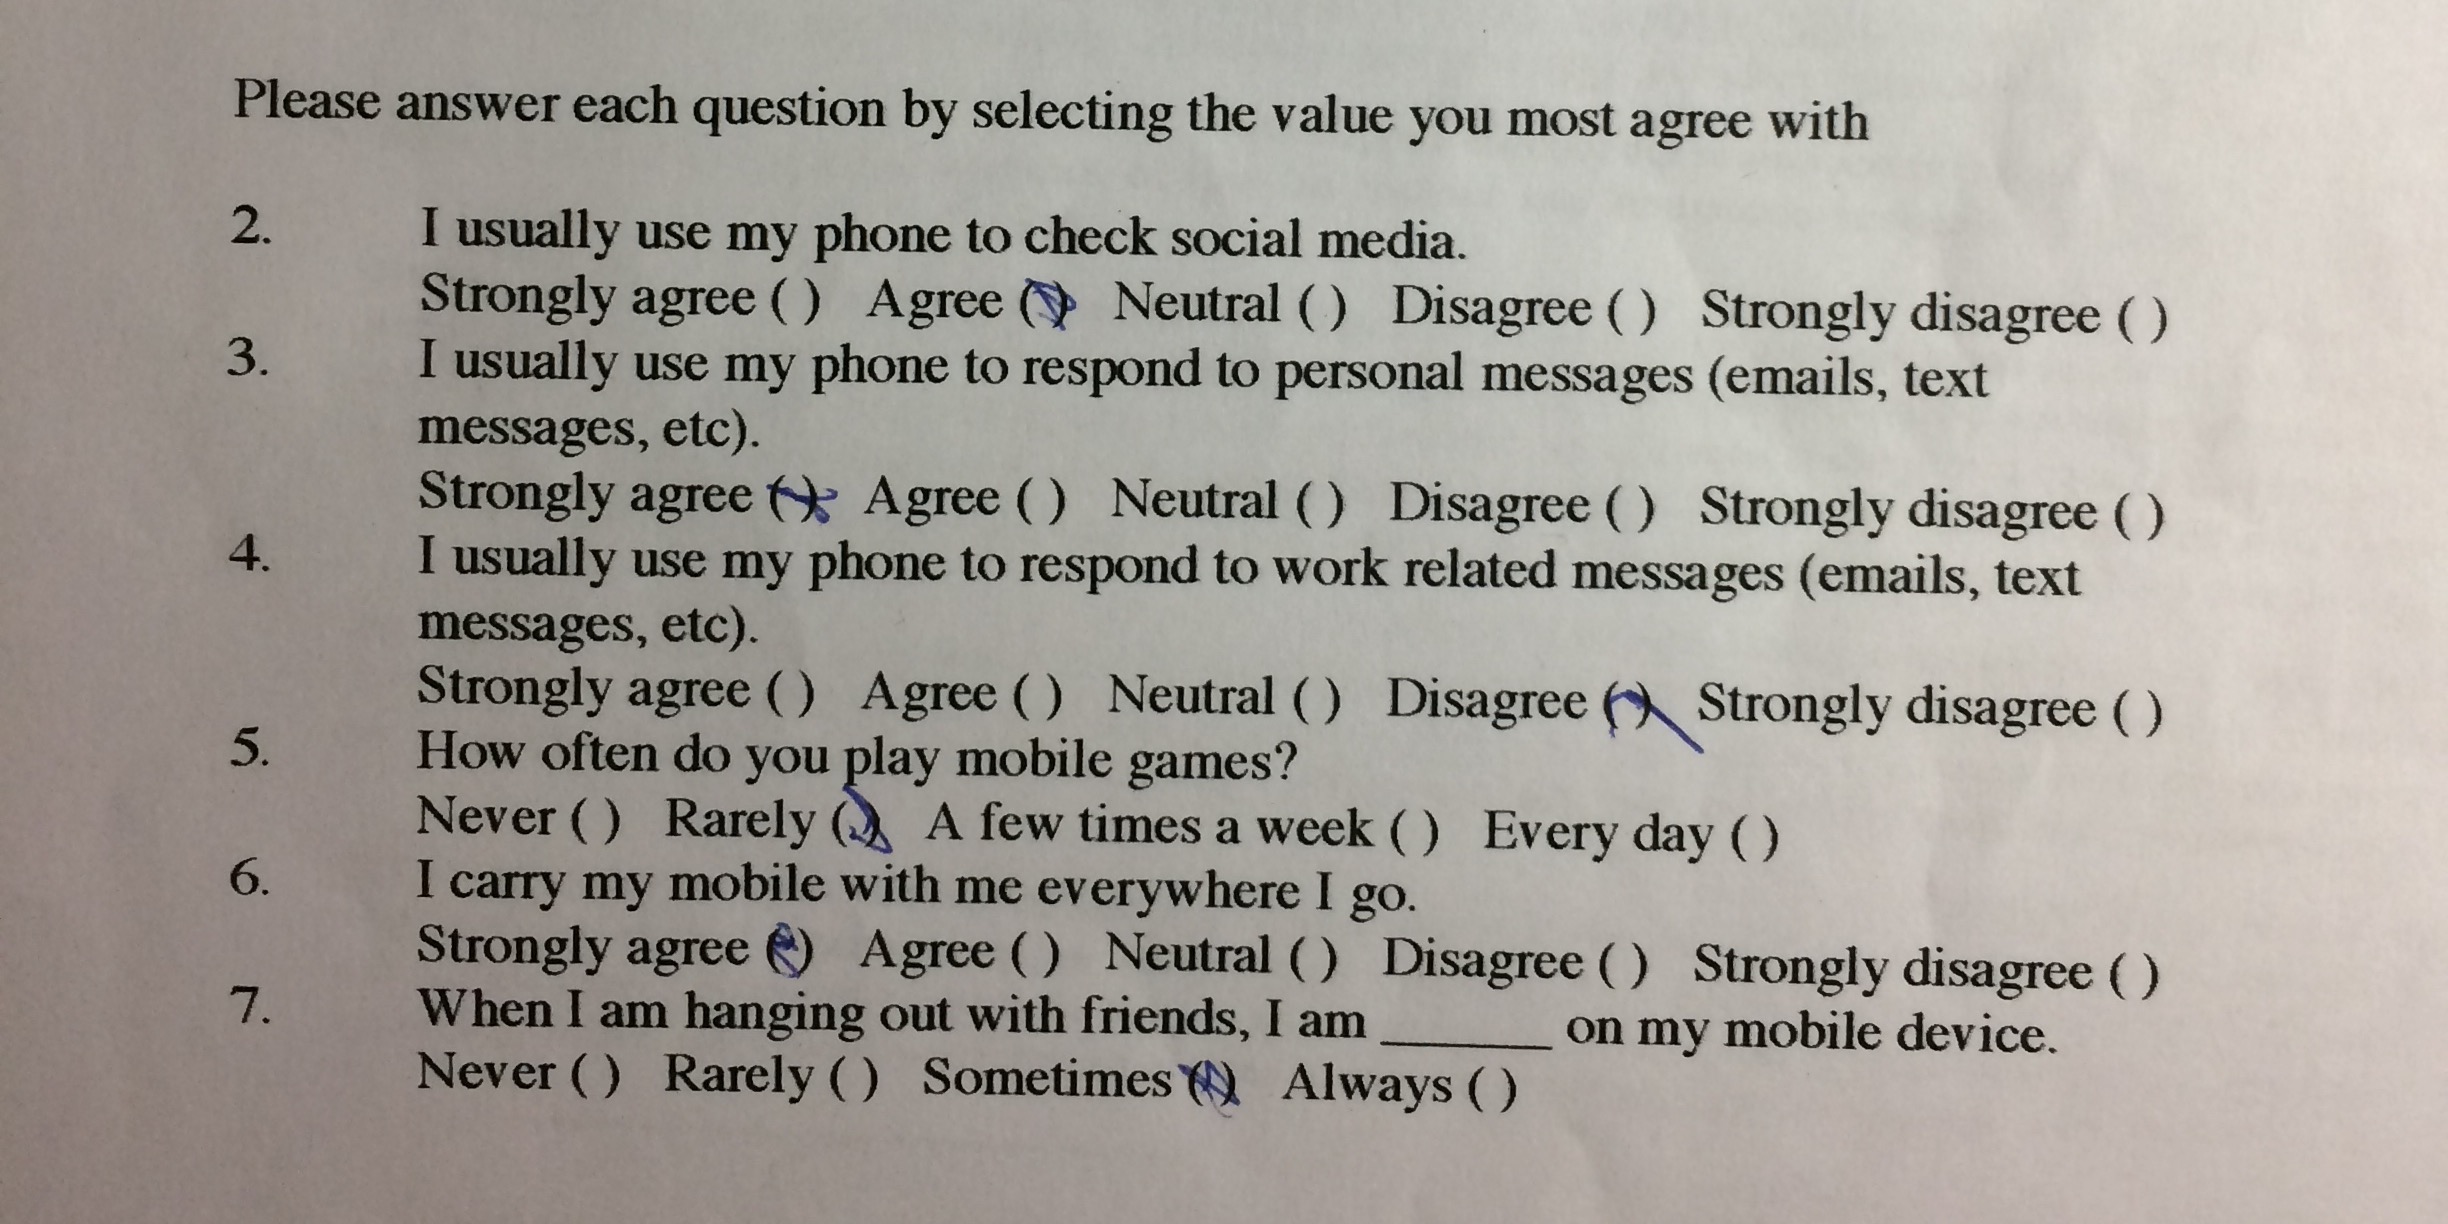 Please answer each question by selecting the value you most agree with
2. I usually use my phone to check social media.
Strongly agree ( ) Agree ( ) Neutral ( ) Disagree ( ) Strongly disagree ( )
3. I usually use my phone to respond to personal messages (emails, text
messages, etc).
Strongly agree ( ) Agree ( ) Neutral ( ) Disagree ( ) Strongly disagree ( )
4. I usually use my phone to respond to work related messages (emails, text
messages, etc).
Strongly agree ( ) Agree ( ) Neutral ( ) Disagree ( ) Strongly disagree ( )
5. How often do you play mobile games?
Never ( ) Rarely ( ) A few times a week ( ) Every day ( )
6. I carry my mobile with me everywhere I go.
Strongly agree ( ) Agree ( ) Neutral ( ) Disagree ( ) Strongly disagree ( )
7. When I am hanging out with friends, I am ______ on my mobile device.
Never ( ) Rarely ( ) Sometimes ( ) Always ( )